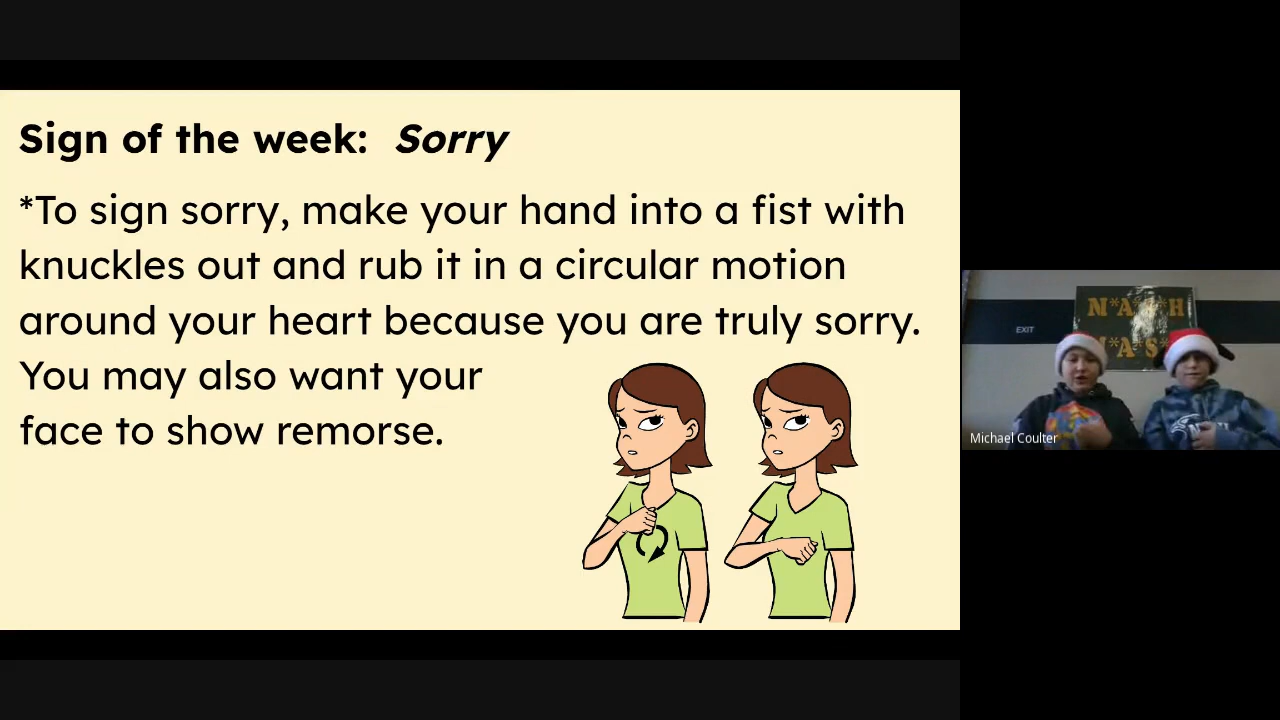 Sign of the week: Sorry
*To sign sorry, make your hand into a fist with
knuckles out and rub it in a circular motion
around your heart because you are truly sorry.
You may also want your
face to show remorse.
EXIT
Michael Coulter